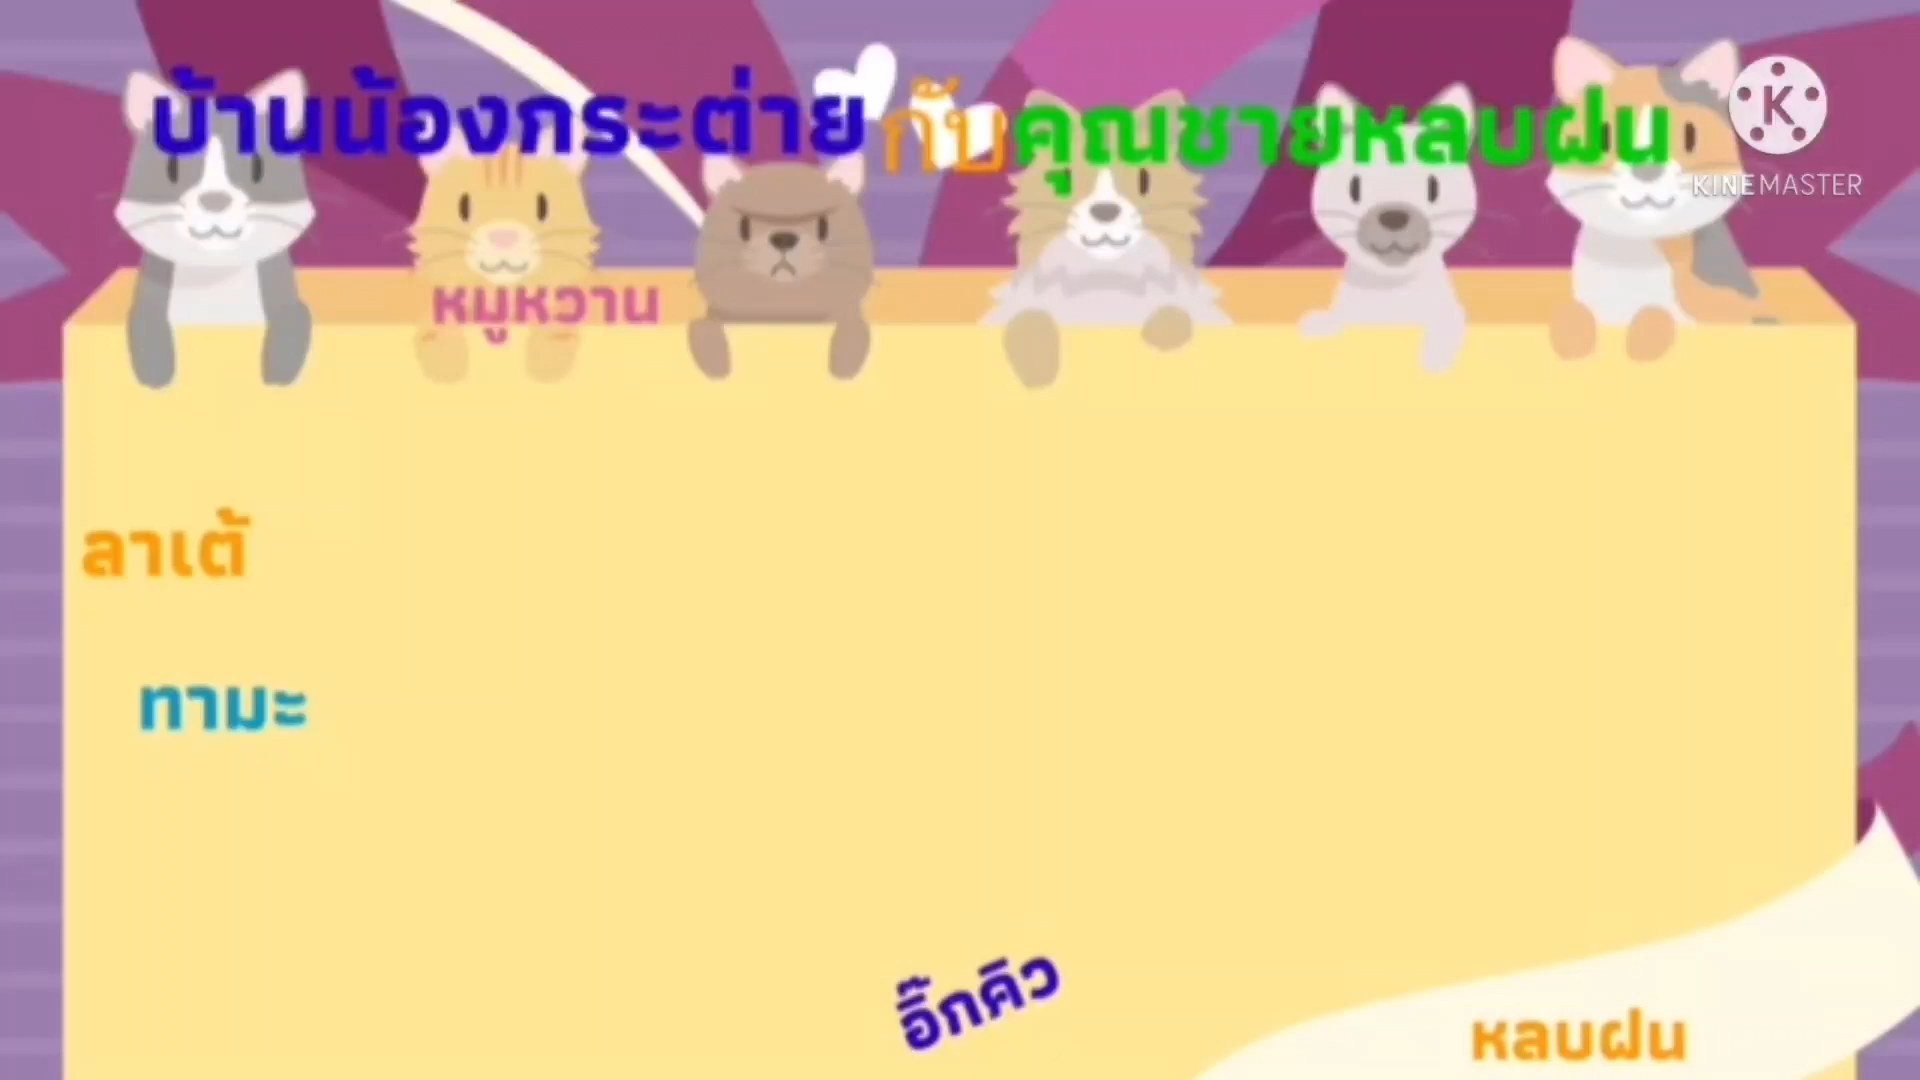 บ้านน้องกระต่าย กับ คุณชายหลบฝน
KINEMASTER
หมูหวาน
ลาเต้
ทามะ
อิ๊กคิว
หลบฝน